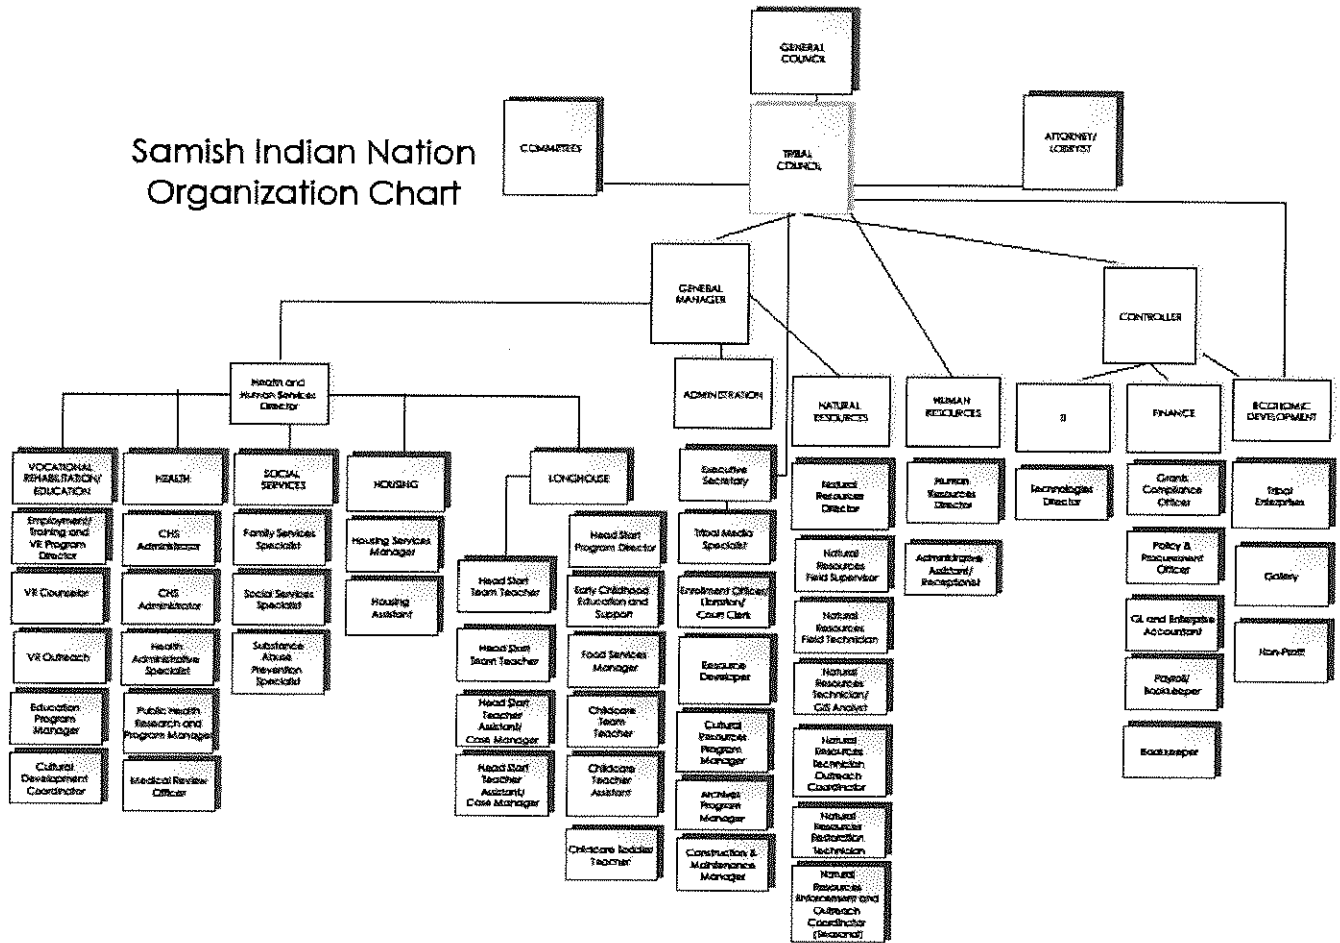 GENERAL
COUNCIL
COMMITTEES
TRIBAL
COUNCIL
ATTORNEY/
LOBBYIST
Samish Indian Nation
Organization Chart
GENERAL
MANAGER
CONTROLLER
Health and
Human Services
Director
ADMINISTRATION
NATURAL
RESOURCES
HUMAN
RESOURCES
IT
FINANCE
ECONOMIC
DEVELOPMENT
VOCATIONAL
REHABILITATION/
EDUCATION
Employment/
Training and
VR Program
Director
VR Counselor
VR Outreach
Education
Program
Manager
Cultural
Development
Coordinator
HEALTH
CHS
Administrator
CHS
Administrator
Health
Administrative
Specialist
Public Health
Research and
Program Manager
Medical Review
Officer
SOCIAL
SERVICES
Family Services
Specialist
Social Services
Specialist
Substance
Abuse
Prevention
Specialist
HOUSING
Housing Services
Manager
Housing
Assistant
LONGHOUSE
Head Start
Team Teacher
Head Start
Team Teacher
Head Start
Teacher
Assistant/
Case Manager
Head Start
Teacher
Assistant/
Case Manager
Head Start
Program Director
Early Childhood
Education and
Support
Food Services
Manager
Childcare
Team
Teacher
Childcare
Teacher
Assistant
Childcare Toddler
Teacher
Executive
Secretary
Tribal Media
Specialist
Enrollment Officer/
Court Clerk
Resource
Developer
Cultural
Resources
Program
Manager
Archives
Program
Manager
Construction &
Maintenance
Manager
Natural
Resources
Director
Natural
Resources
Field Supervisor
Natural
Resources
Field Technician
Natural
Resources
Technician/
GIS Analyst
Natural
Resources
Technician
Outreach
Coordinator
Natural
Resources
Restoration
Technician
Natural
Resources
Enforcement and
Outreach
Coordinator
(Seasonal)
Human
Resources
Director
Administrative
Assistant/
Receptionist
Technologies
Director
Grants
Compliance
Officer
Policy &
Procurement
Officer
GL and Enterprise
Accountant
Payroll/
Bookkeeper
Bookkeeper
Tribal
Enterprises
Gallery
Non-Profit